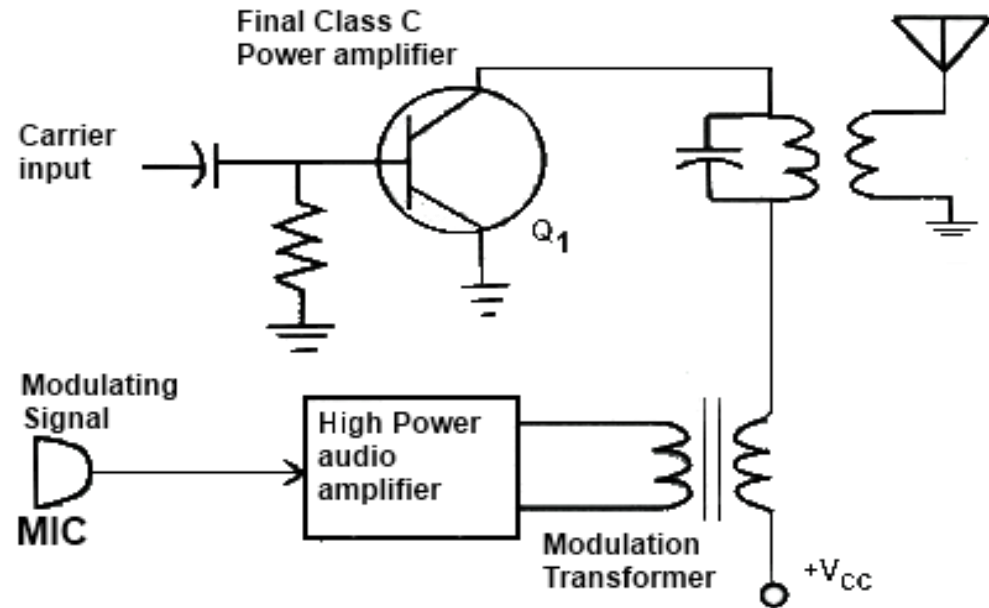 Final Class C
Power amplifier
Carrier
input
Q1
Modulating
Signal
MIC
High Power
audio
amplifier
Modulation
Transformer
+VCC